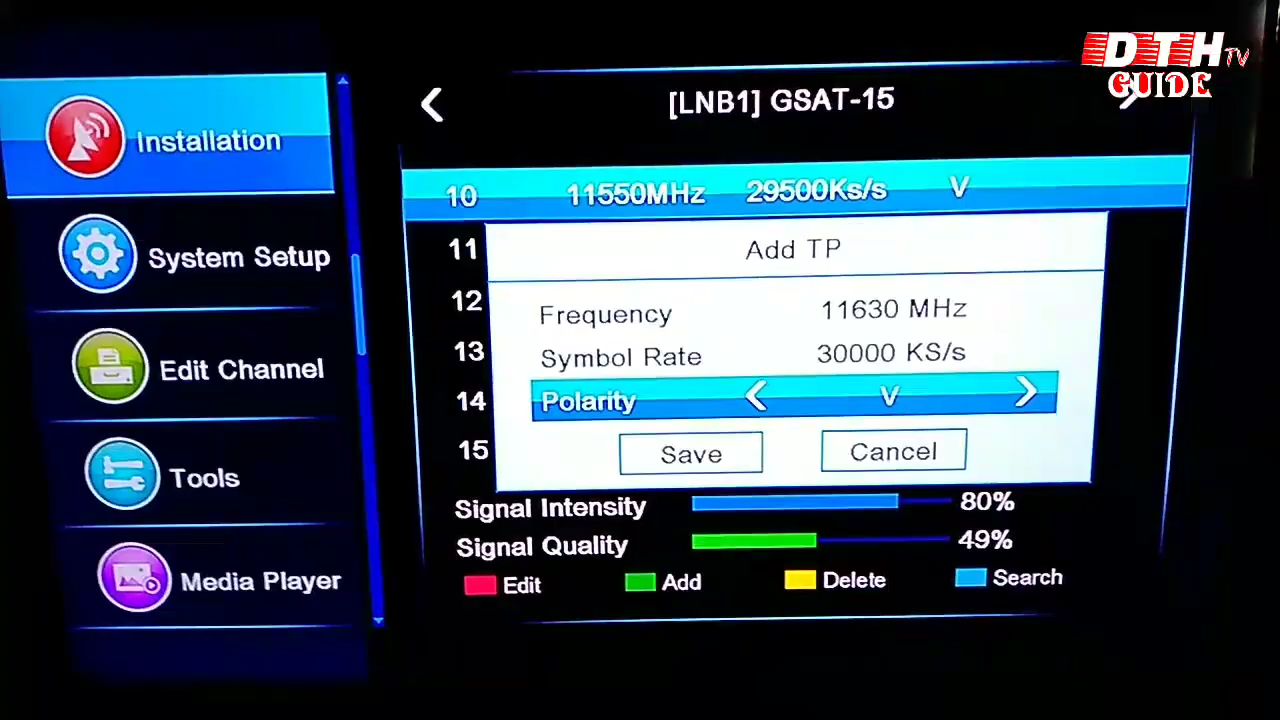 DTH TV
GUIDE
Installation
System Setup
Edit Channel
Tools
Media Player
[LNB1] GSAT-15
10 11550MHz 29500Ks/s V
11
12
13
14
15
Add TP
Frequency 11630 MHz
Symbol Rate 30000 KS/s
Polarity V
Save Cancel
Signal Intensity 80%
Signal Quality 49%
Edit Add Delete Search